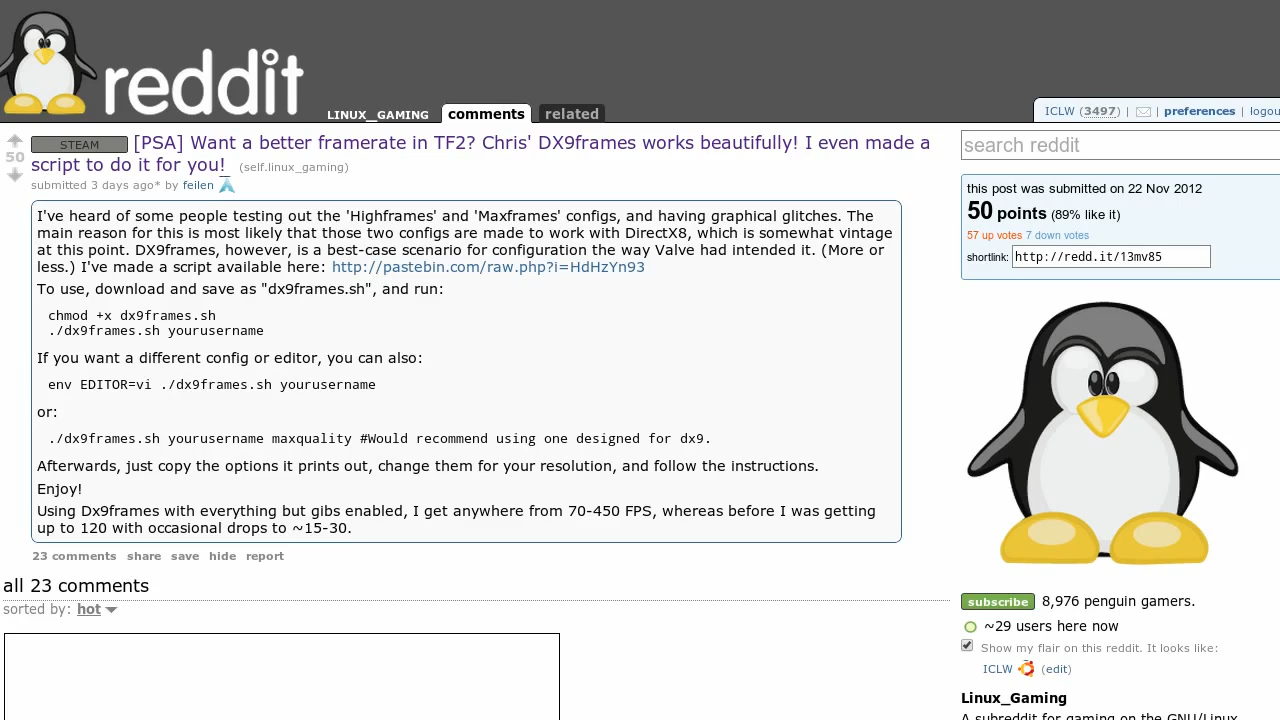 reddit
LINUX_GAMING comments related
ICLW (3497) | | preferences | logou
50
STEAM [PSA] Want a better framerate in TF2? Chris' DX9frames works beautifully! I even made a
script to do it for you! (self.linux_gaming)
submitted 3 days ago* by feilen
I've heard of some people testing out the 'Highframes' and 'Maxframes' configs, and having graphical glitches. The
main reason for this is most likely that those two configs are made to work with DirectX8, which is somewhat vintage
at this point. DX9frames, however, is a best-case scenario for configuration the way Valve had intended it. (More or
less.) I've made a script available here: http://pastebin.com/raw.php?i=HdHzYn93
To use, download and save as "dx9frames.sh", and run:
chmod +x dx9frames.sh
./dx9frames.sh yourusername
If you want a different config or editor, you can also:
env EDITOR=vi ./dx9frames.sh yourusername
or:
./dx9frames.sh yourusername maxquality #Would recommend using one designed for dx9.
Afterwards, just copy the options it prints out, change them for your resolution, and follow the instructions.
Enjoy!
Using Dx9frames with everything but gibs enabled, I get anywhere from 70-450 FPS, whereas before I was getting
up to 120 with occasional drops to ~15-30.
23 comments share save hide report
all 23 comments
sorted by: hot
search reddit
this post was submitted on 22 Nov 2012
50 points (89% like it)
57 up votes 7 down votes
shortlink: http://redd.it/13mv85
subscribe 8,976 penguin gamers.
~29 users here now
Show my flair on this reddit. It looks like:
ICLW (edit)
Linux_Gaming
A subreddit for gaming on the GNU/Linux